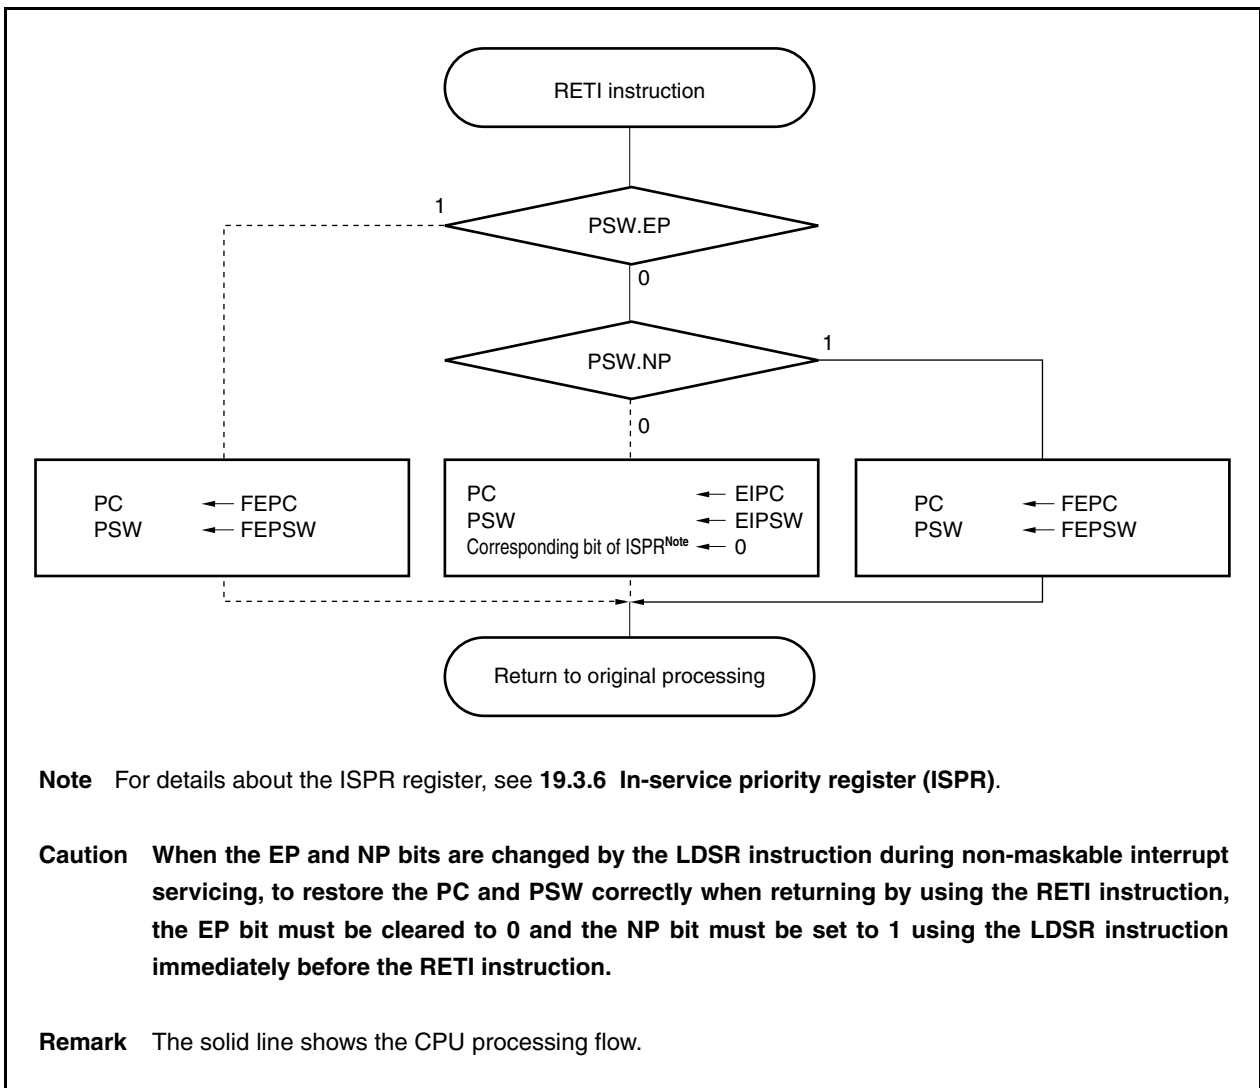 RETI instruction
1
PSW.EP
0
PSW.NP
1
0
PC ← FEPC
PSW ← FEPSW
PC ← EIPC
PSW ← EIPSW
Corresponding bit of ISPRNote ← 0
PC ← FEPC
PSW ← FEPSW
Return to original processing
Note For details about the ISPR register, see 19.3.6 In-service priority register (ISPR).
Caution When the EP and NP bits are changed by the LDSR instruction during non-maskable interrupt
servicing, to restore the PC and PSW correctly when returning by using the RETI instruction,
the EP bit must be cleared to 0 and the NP bit must be set to 1 using the LDSR instruction
immediately before the RETI instruction.
Remark The solid line shows the CPU processing flow.